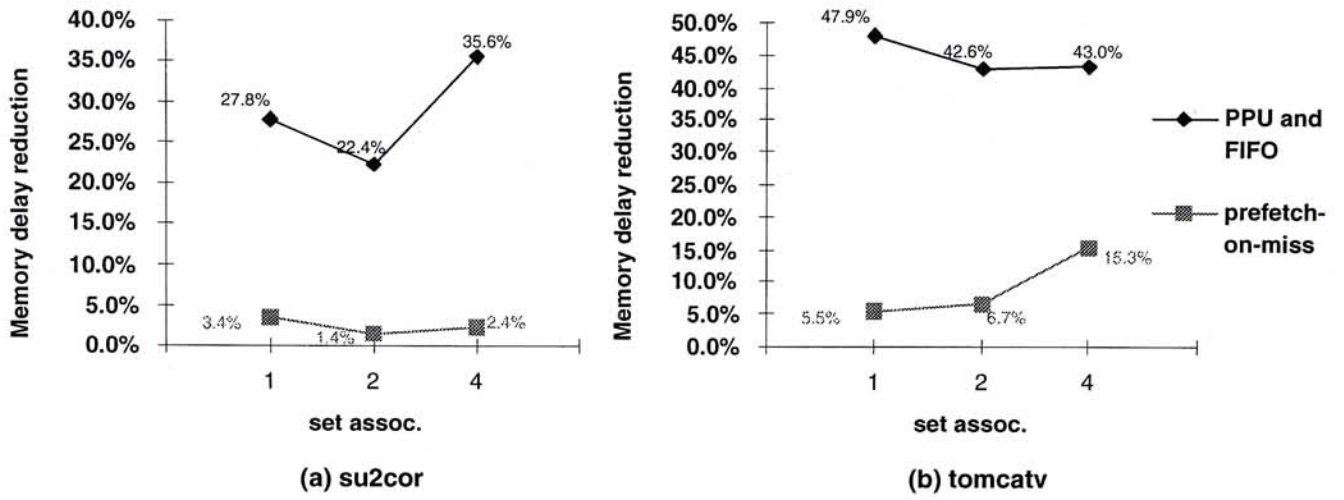 Memory delay reduction
40.0%
35.0%
30.0%
25.0%
20.0%
15.0%
10.0%
5.0%
0.0%
27.8%
22.4%
35.6%
3.4%
1.4%
2.4%
1 2 4
set assoc.
(a) su2cor
Memory delay reduction
50.0%
45.0%
40.0%
35.0%
30.0%
25.0%
20.0%
15.0%
10.0%
5.0%
0.0%
47.9%
42.6%
43.0%
5.5%
6.7%
15.3%
1 2 4
set assoc.
(b) tomcatv
PPU and
FIFO
prefetch-
on-miss